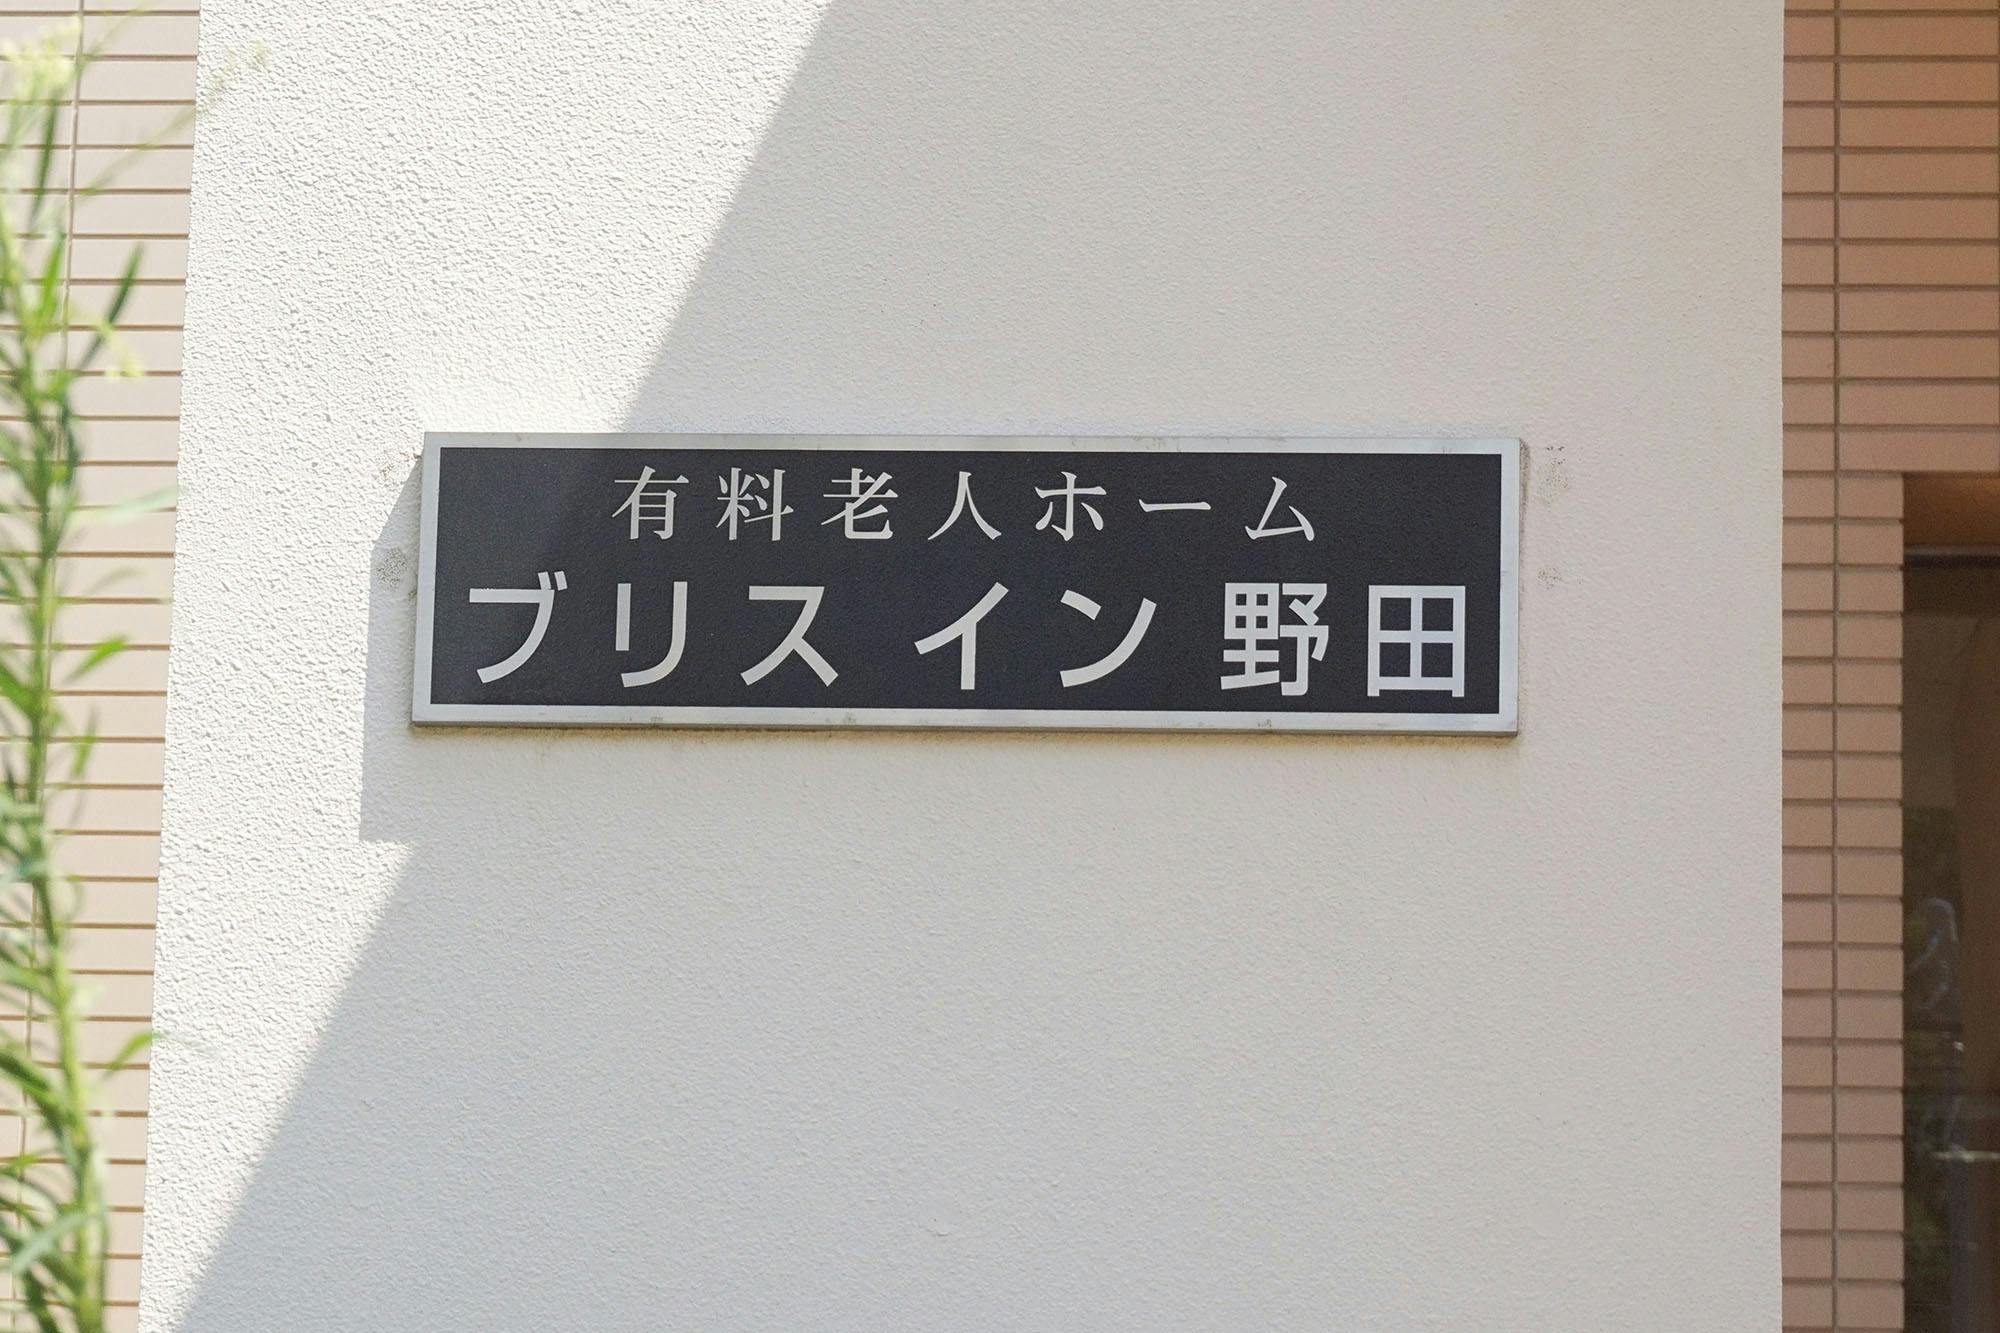 有料老人ホーム
ブリス イン 野田